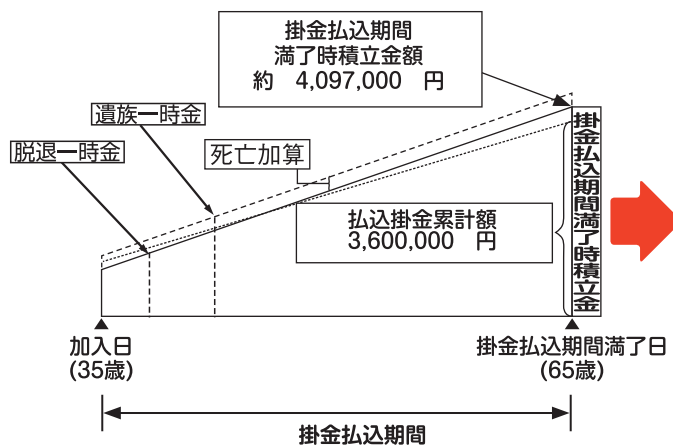 掛金払込期間
満了時積立金額
約 4,097,000 円
遺族一時金
脱退一時金
死亡加算
払込掛金累計額
3,600,000 円
掛金払込期間満了時積立金
加入日
(35歳)
掛金払込期間満了日
(65歳)
掛金払込期間